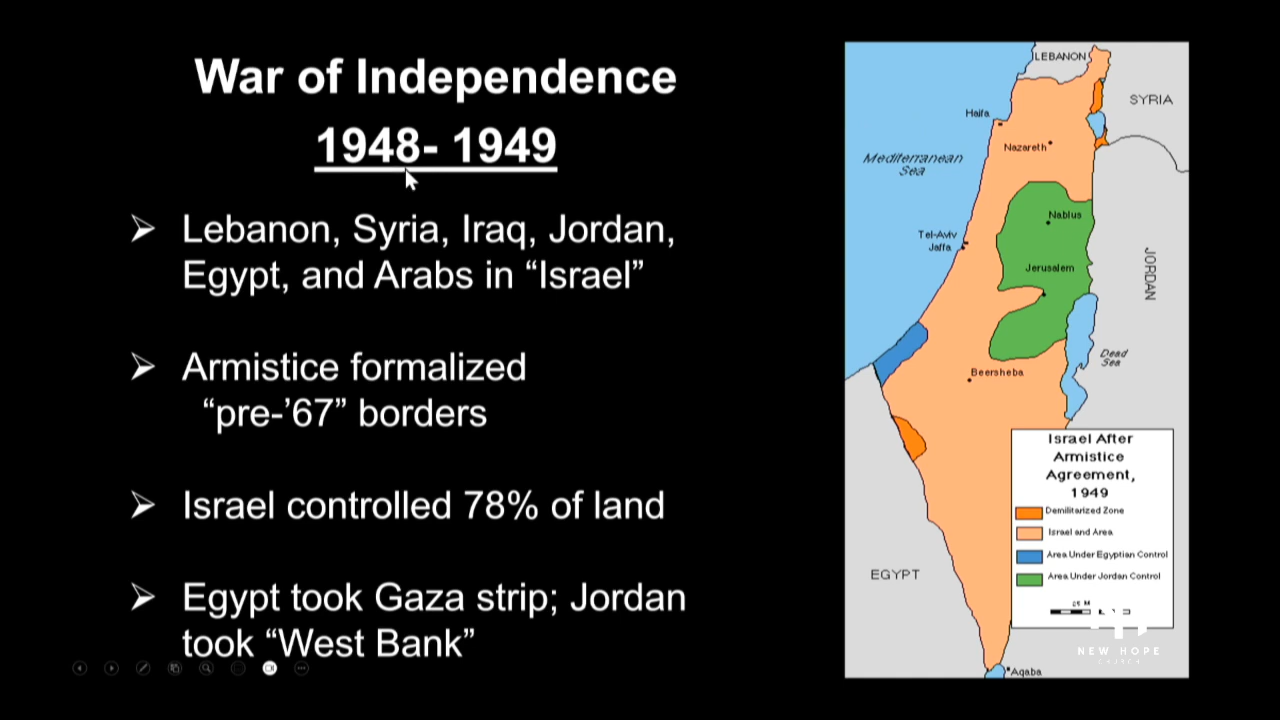 War of Independence
1948- 1949
Lebanon, Syria, Iraq, Jordan,
Egypt, and Arabs in “Israel”
Armistice formalized
“pre-’67” borders
Israel controlled 78% of land
Egypt took Gaza strip; Jordan
took “West Bank”
LEBANON
SYRIA
Haifa
Nazareth
Mediterranean
Sea
Nablus
Tel-Aviv
Jaffa
Jerusalem
JORDAN
Dead
Sea
Beersheba
Israel After
Armistice
Agreement,
1949
Demilitarized Zone
Israel and Area
Area Under Egyptian Control
Area Under Jordan Control
EGYPT
NEW HOPE
CHURCH
Aqaba